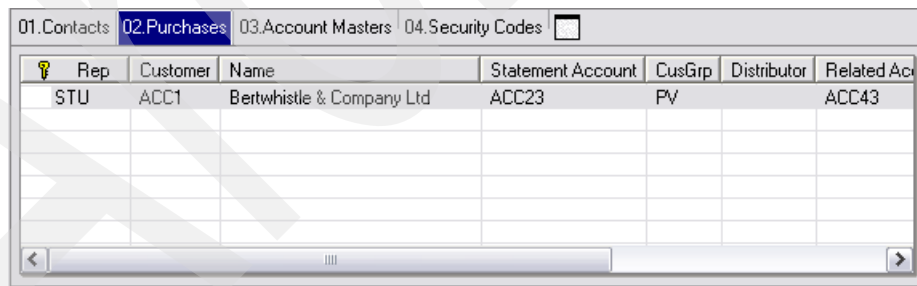 01.Contacts 02.Purchases 03.Account Masters 04.Security Codes
Rep Customer Name Statement Account CusGrp Distributor Related Acc
STU ACC1 Bertwhistle & Company Ltd ACC23 PV ACC43